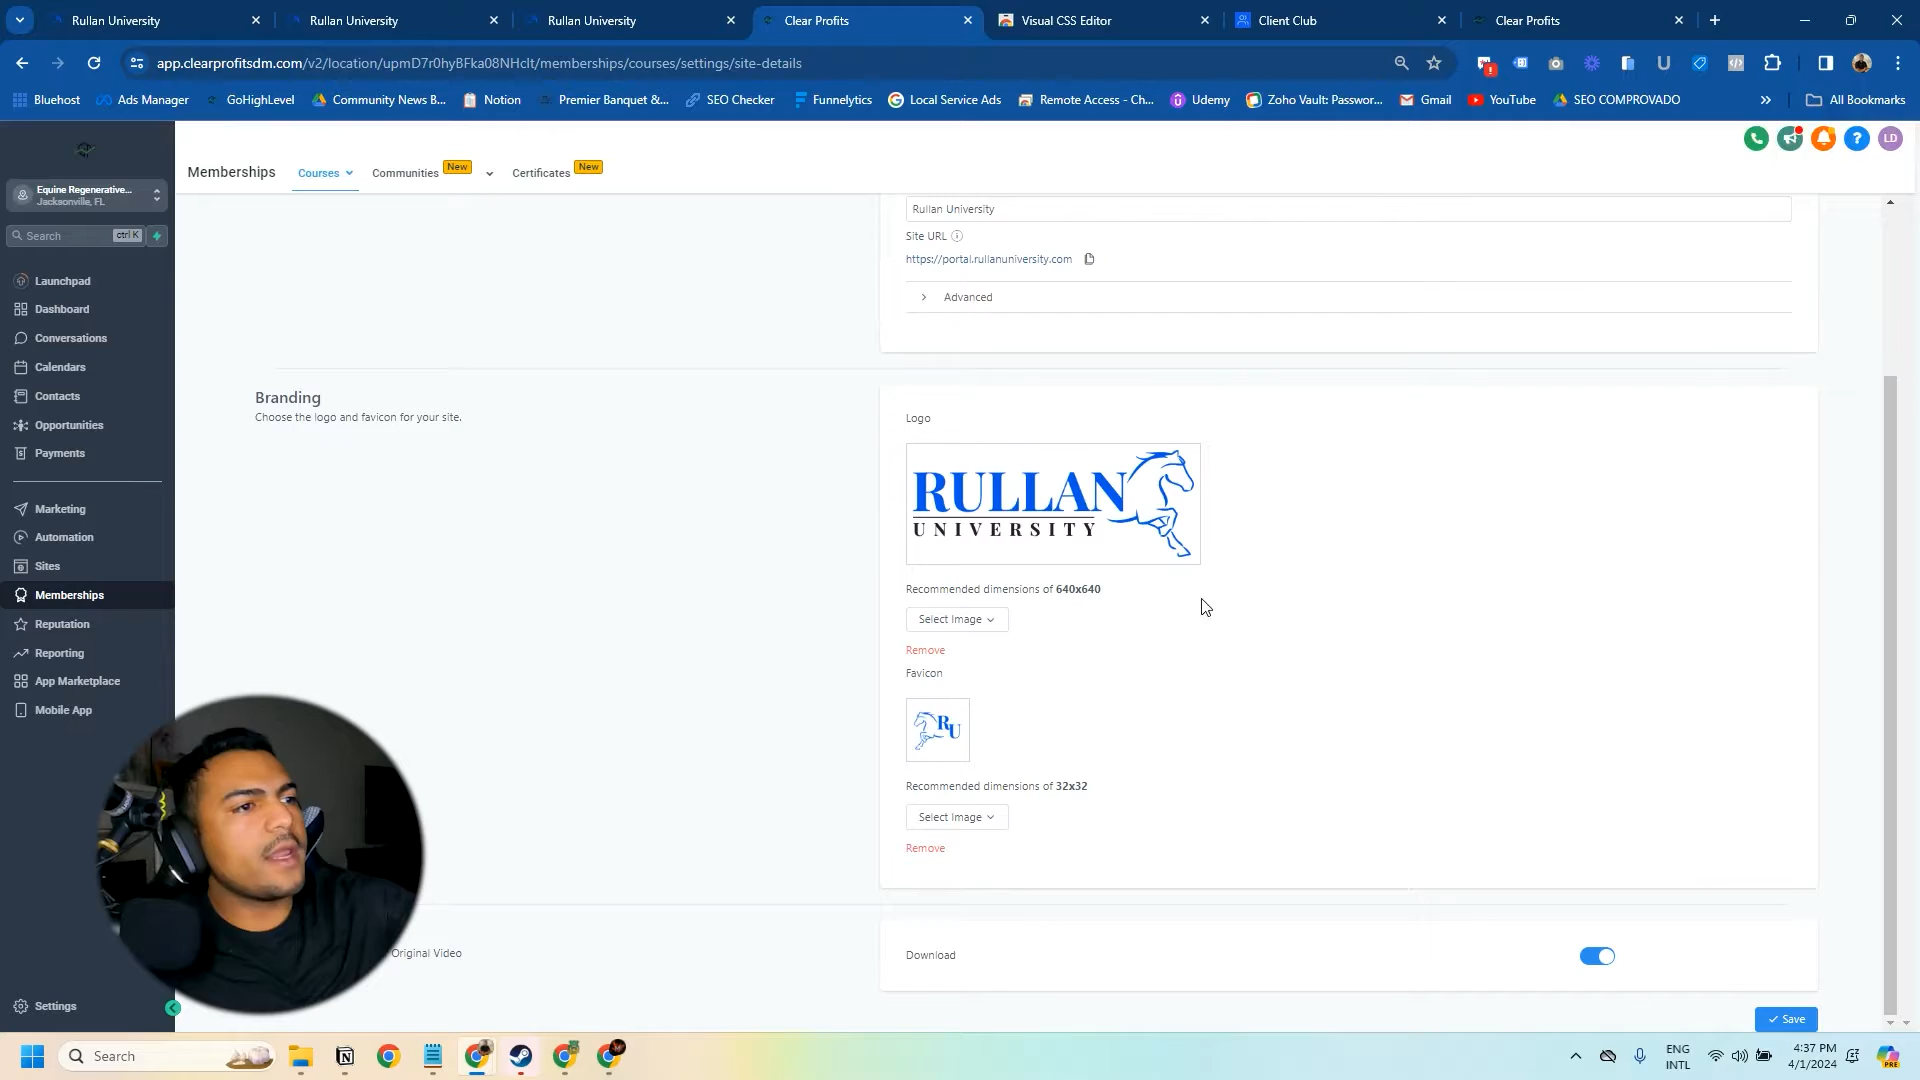 Rullan University
Rullan University
Rullan University
Clear Profits
Visual CSS Editor
Client Club
Clear Profits
app.clearprofitsdm.com/v2/location/upmD7r0hyBFka08NHclt/memberships/courses/settings/site-details
Bluehost
Ads Manager
GoHighLevel
Community News B...
Notion
Premier Banquet &...
SEO Checker
Funnelytics
Local Service Ads
Remote Access - Ch...
Udemy
Zoho Vault: Passwor...
Gmail
YouTube
SEO COMPROVADO
All Bookmarks
LD
Memberships
Courses
Communities
New
Certificates
New
Equine Regenerative...
Jacksonville, FL
Search
ctrl K
Launchpad
Dashboard
Conversations
Calendars
Contacts
Opportunities
Payments
Marketing
Automation
Sites
Memberships
Reputation
Reporting
App Marketplace
Mobile App
Settings
Rullan University
Site URL
https://portal.rullanuniversity.com
Advanced
Branding
Choose the logo and favicon for your site.
Logo
RULLAN
UNIVERSITY
Recommended dimensions of 640x640
Select Image
Remove
Favicon
RU
Recommended dimensions of 32x32
Select Image
Remove
Original Video
Download
Save
Search
ENG
INTL
4:37 PM
4/1/2024
PRE